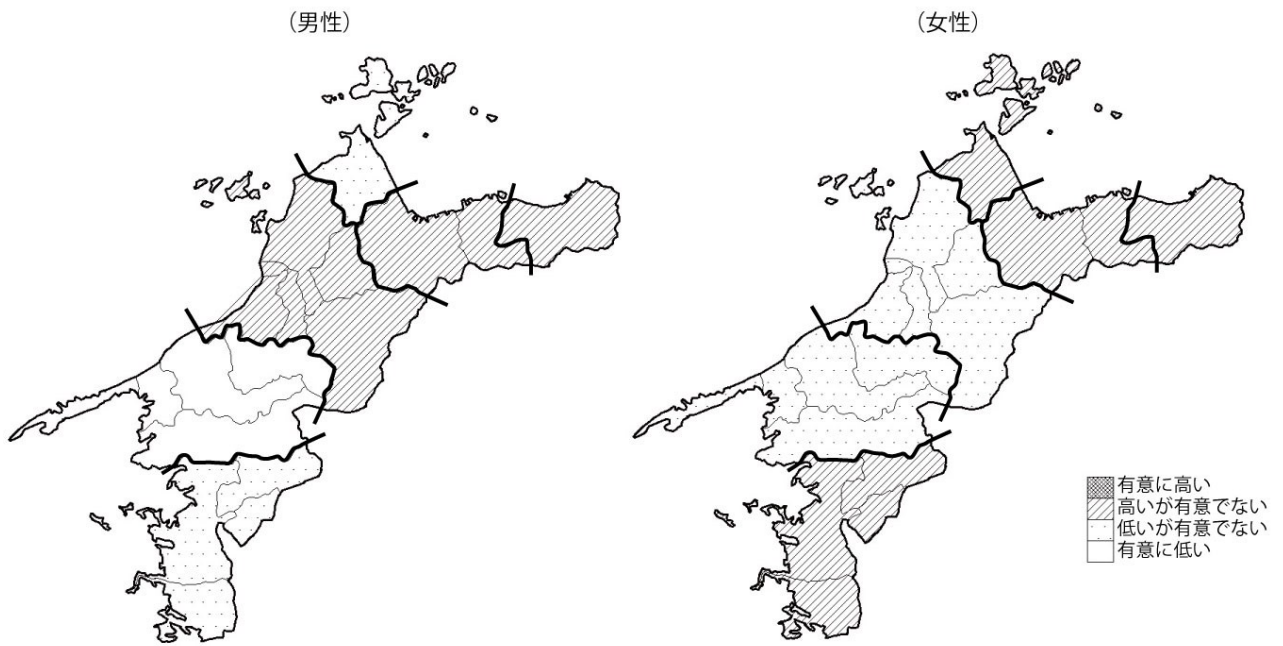 （男性）
（女性）
有意に高い
高いが有意でない
低いが有意でない
有意に低い